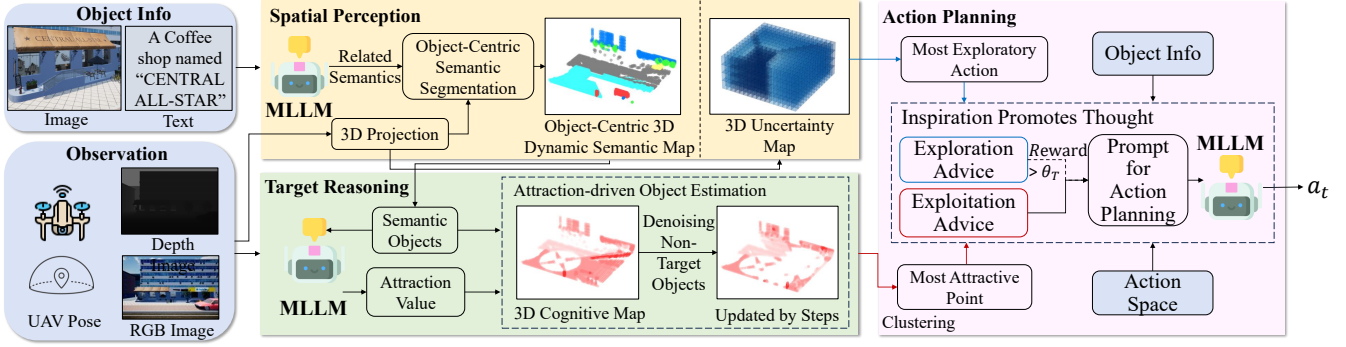 Object Info
CENTRAL ALL-STAR
A Coffee
shop named
“CENTRAL
ALL-STAR”
Image
Text
Observation
Depth
Image
UAV Pose
RGB Image
Spatial Perception
MLLM
Related
Semantics
Object-Centric
Semantic
Segmentation
3D Projection
Object-Centric 3D
Dynamic Semantic Map
3D Uncertainty
Map
Target Reasoning
MLLM
Semantic
Objects
Attraction
Value
Attraction-driven Object Estimation
3D Cognitive Map
Denoising
Non-
Target
Objects
Updated by Steps
Action Planning
Most Exploratory
Action
Object Info
Inspiration Promotes Thought
Exploration
Advice
Reward
> θ_T
Exploitation
Advice
Prompt
for
Action
Planning
MLLM
a_t
Most Attractive
Point
Clustering
Action
Space